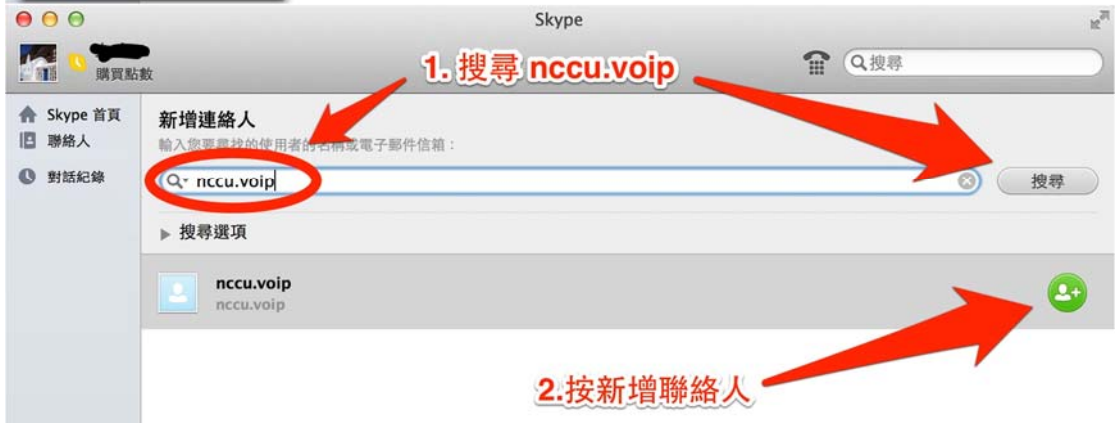 Skype
購買點數
1. 搜尋 nccu.voip
搜尋
Skype 首頁
聯絡人
對話紀錄
新增連絡人
輸入您要尋找的使用者的名稱或電子郵件信箱：
nccu.voip
搜尋
搜尋選項
nccu.voip
nccu.voip
2.按新增聯絡人